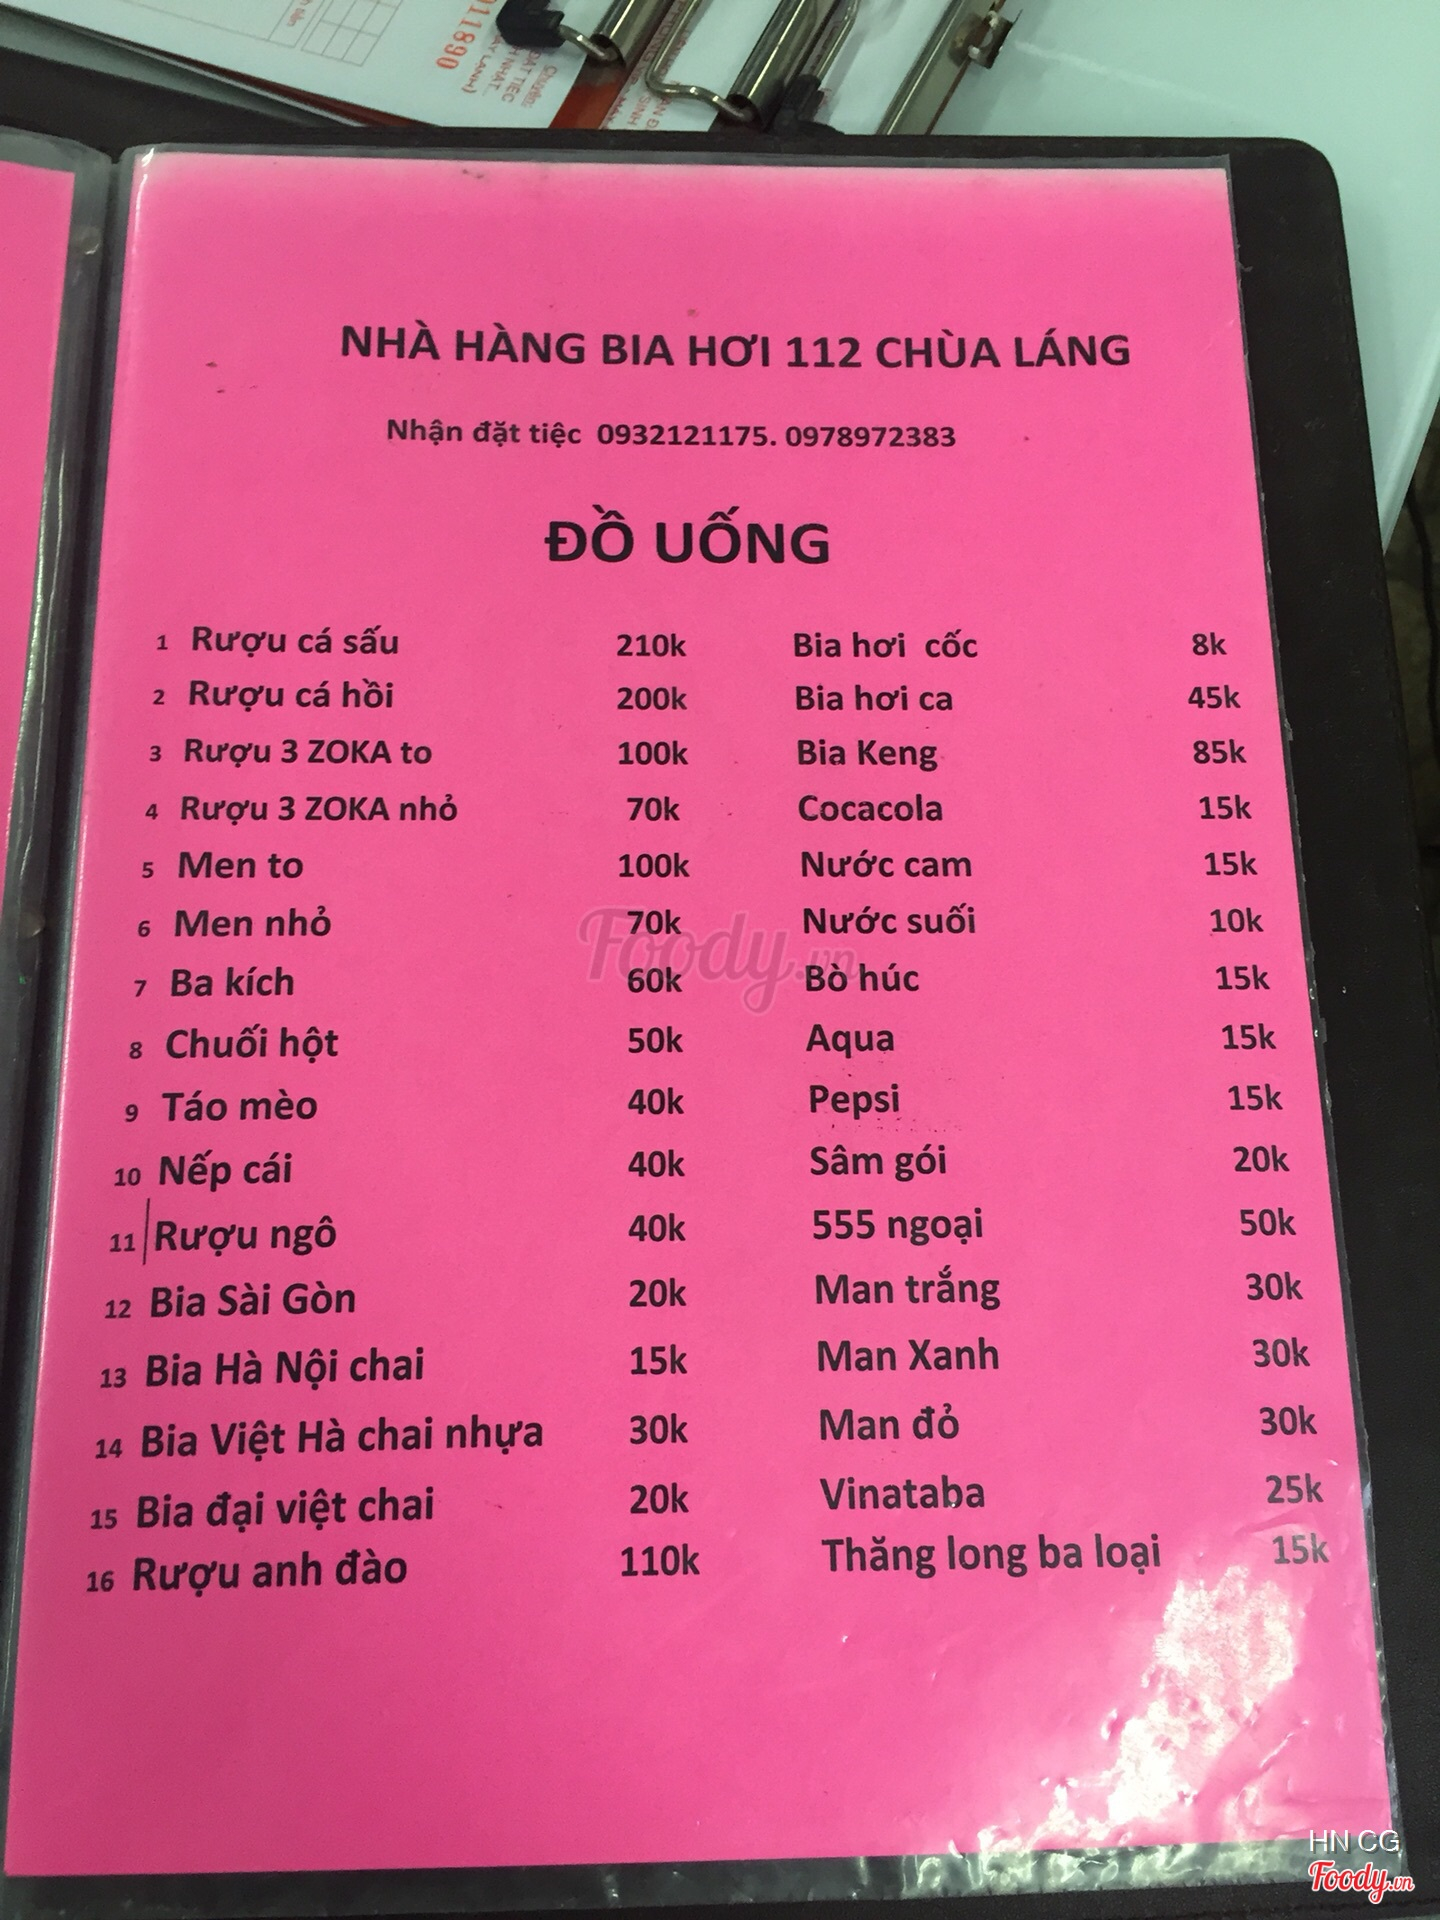 011890
NHÀ HÀNG BIA HƠI 112 CHÙA LÁNG
Nhận đặt tiệc 0932121175. 0978972383
ĐỒ UỐNG
1 Rượu cá sấu 210k Bia hơi cốc 8k
2 Rượu cá hồi 200k Bia hơi ca 45k
3 Rượu 3 ZOKA to 100k Bia Keng 85k
4 Rượu 3 ZOKA nhỏ 70k Cocacola 15k
5 Men to 100k Nước cam 15k
6 Men nhỏ 70k Nước suối 10k
7 Ba kích 60k Bò húc 15k
8 Chuối hột 50k Aqua 15k
9 Táo mèo 40k Pepsi 15k
10 Nếp cái 40k Sâm gói 20k
11 Rượu ngô 40k 555 ngoại 50k
12 Bia Sài Gòn 20k Man trắng 30k
13 Bia Hà Nội chai 15k Man Xanh 30k
14 Bia Việt Hà chai nhựa 30k Man đỏ 30k
15 Bia đại việt chai 20k Vinataba 25k
16 Rượu anh đào 110k Thăng long ba loại 15k
Foody.vn
HN CG
Foody.vn